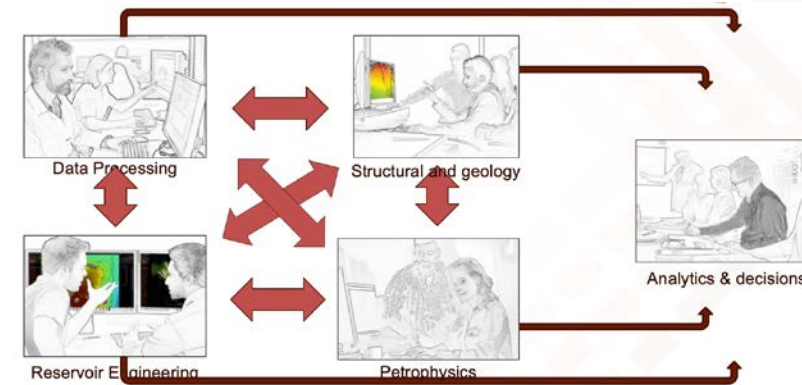 Data Processing
Structural and geology
Analytics & decisions
Reservoir Engineering
Petrophysics